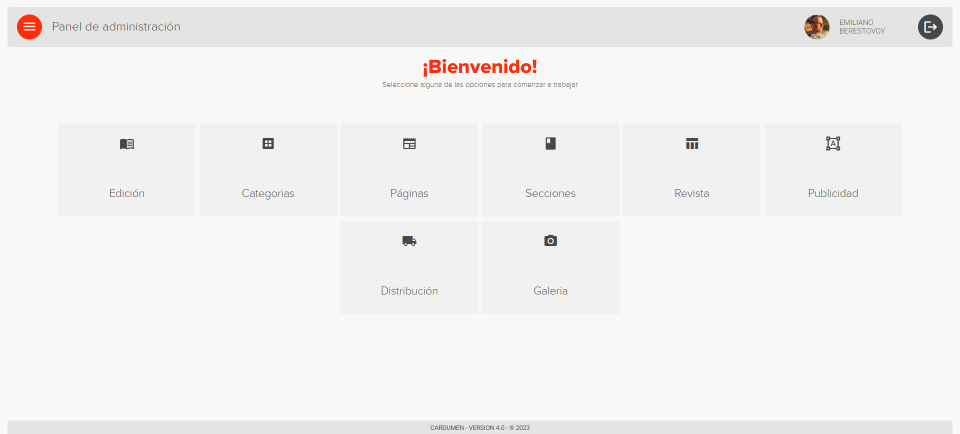 Panel de administración
EMILIANO
BERESTOVOY
¡Bienvenido!
Seleccione alguna de las opciones para comenzar a trabajar
Edición
Categorias
Páginas
Secciones
Revista
A
Publicidad
Distribución
Galeria
CARDUMEN - VERSION 4.0 - ® 2023